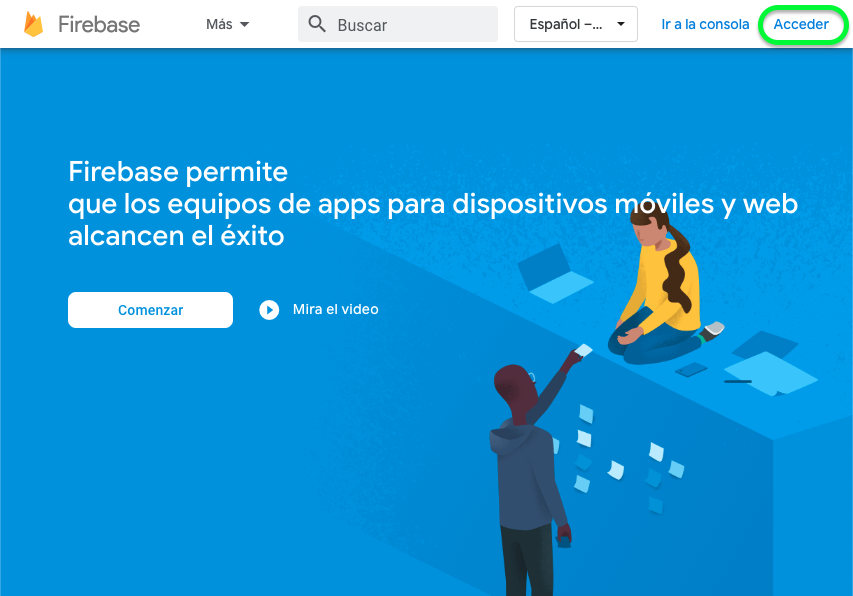 Firebase
Más
Buscar
Español –...
Ir a la consola
Acceder
Firebase permite
que los equipos de apps para dispositivos móviles y web
alcancen el éxito
Comenzar
Mira el video